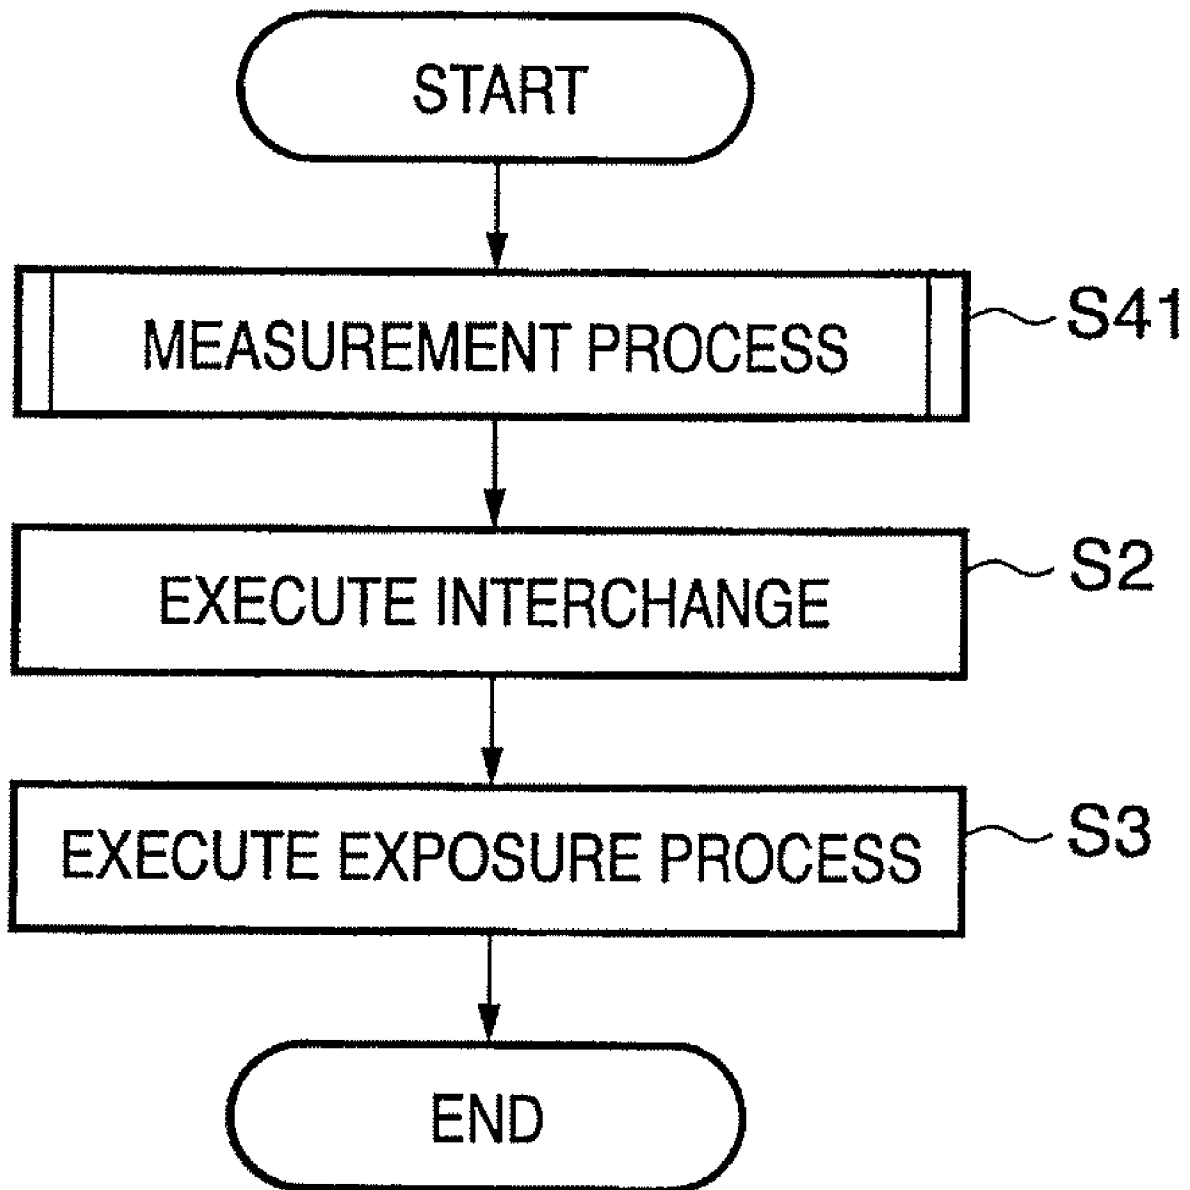 START
MEASUREMENT PROCESS
S41
EXECUTE INTERCHANGE
S2
EXECUTE EXPOSURE PROCESS
S3
END